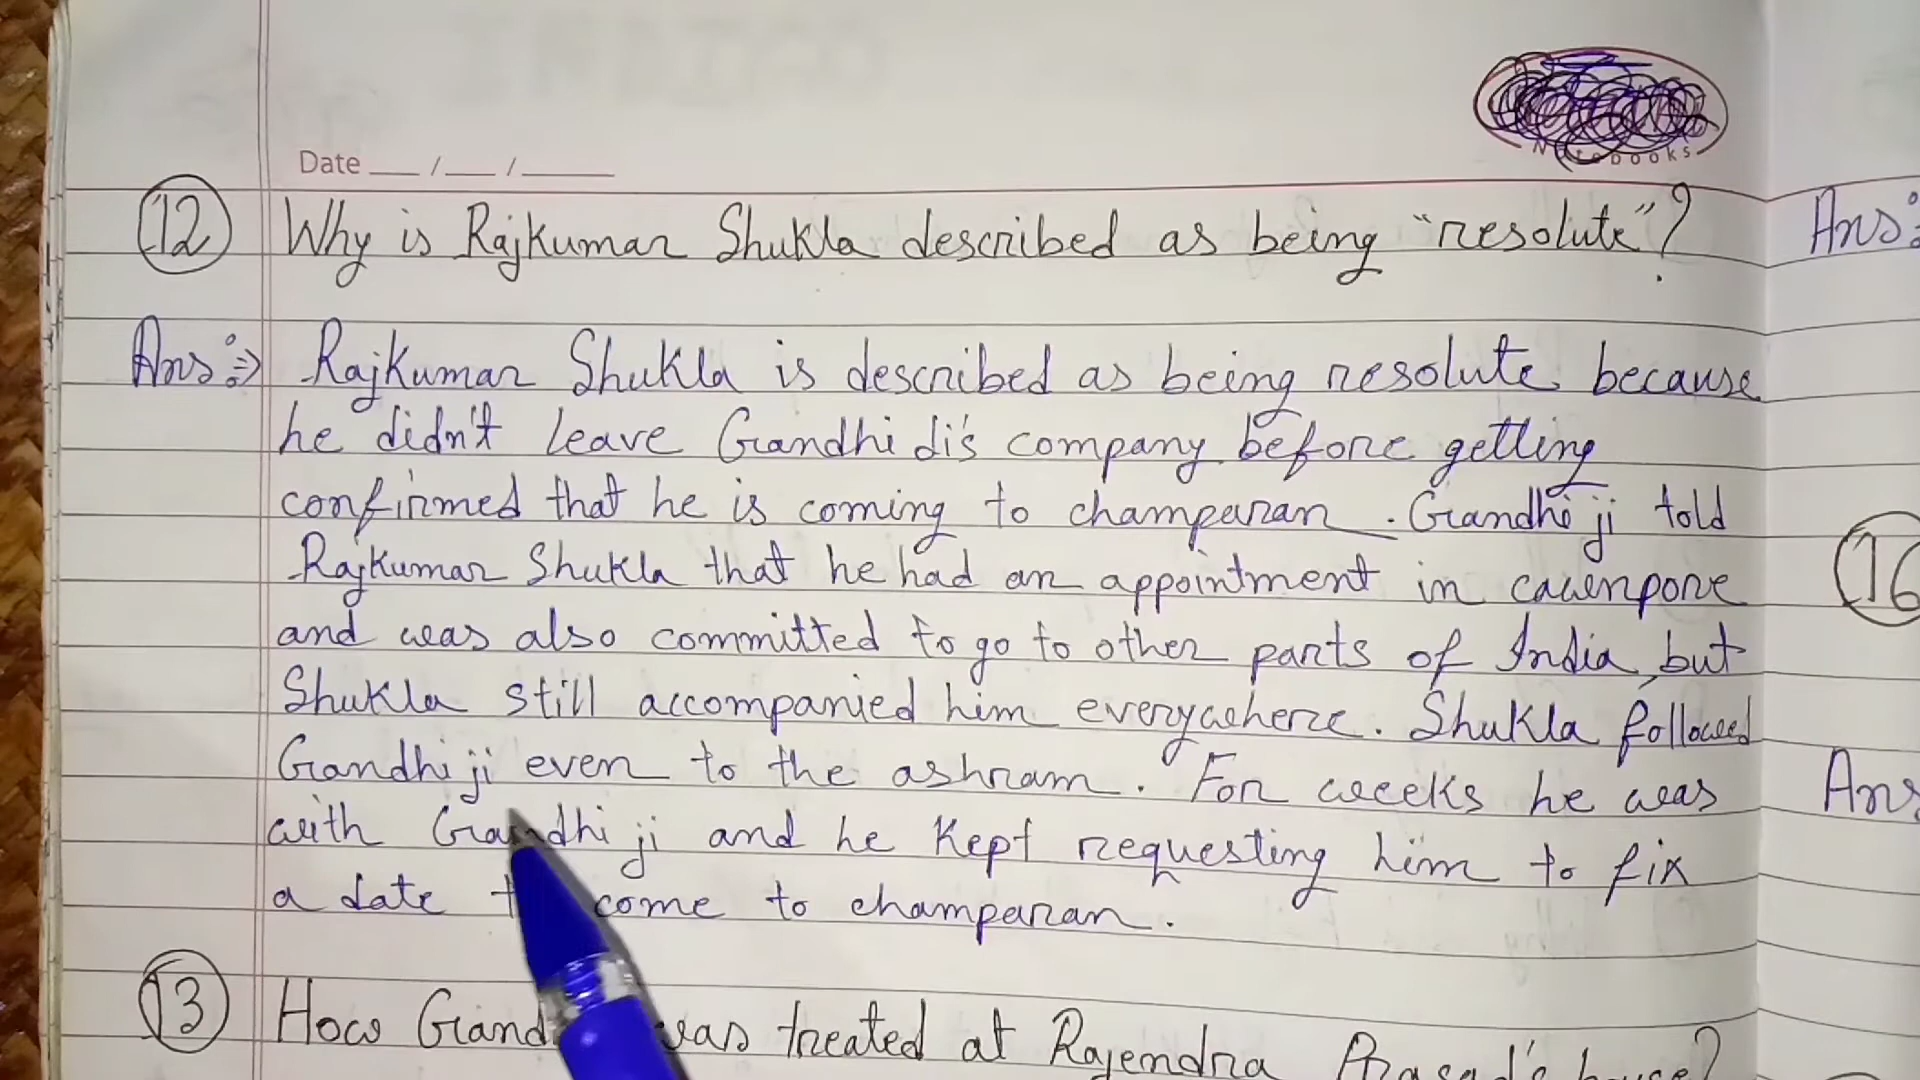 Date __/__/____
Notebooks
12 Why is Rajkumar Shukla described as being "resolute"?
Ans:⇒ Rajkumar Shukla is described as being resolute because
he didn't leave Gandhi di's company before getting
confirmed that he is coming to champaran. Gandhi ji told
Rajkumar Shukla that he had an appointment in cawnpore
and was also committed to go to other parts of India, but
Shukla still accompanied him everywhere. Shukla followed
Gandhi ji even to the ashram. For weeks he was
with Gandhi ji and he kept requesting him to fix
a date come to champaran.
13 How was treated at Rajendra Prasad's house?
Ans:
16
Ans